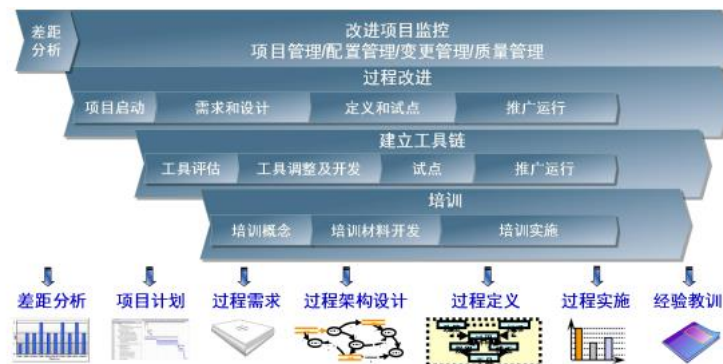 差距
分析
改进项目监控
项目管理/配置管理/变更管理/质量管理
过程改进
项目启动 需求和设计 定义和试点 推广运行
建立工具链
工具评估 工具调整及开发 试点 推广运行
培训
培训概念 培训材料开发 培训实施
差距分析 项目计划 过程需求 过程架构设计 过程定义 过程实施 经验教训